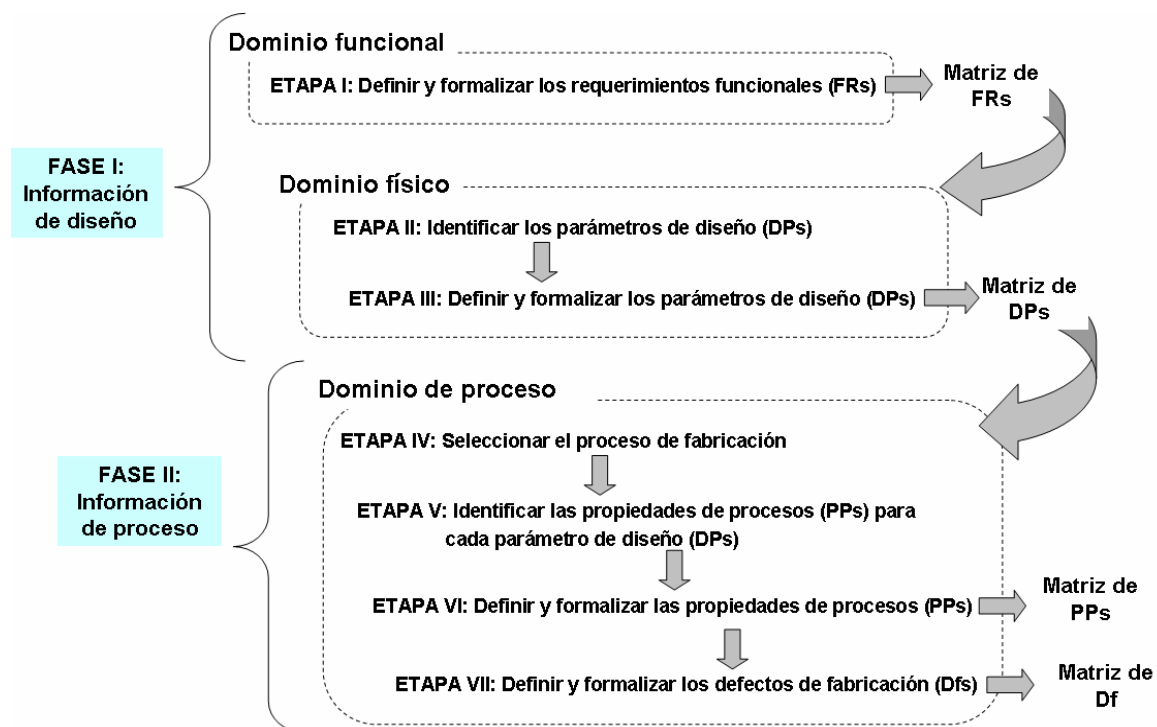 Dominio funcional
ETAPA I: Definir y formalizar los requerimientos funcionales (FRs)
Matriz de
FRs
FASE I:
Información
de diseño
Dominio físico
ETAPA II: Identificar los parámetros de diseño (DPs)
ETAPA III: Definir y formalizar los parámetros de diseño (DPs)
Matriz de
DPs
Dominio de proceso
ETAPA IV: Seleccionar el proceso de fabricación
FASE II:
Información
de proceso
ETAPA V: Identificar las propiedades de procesos (PPs) para
cada parámetro de diseño (DPs)
ETAPA VI: Definir y formalizar las propiedades de procesos (PPs)
Matriz de
PPs
ETAPA VII: Definir y formalizar los defectos de fabricación (Dfs)
Matriz de
Df